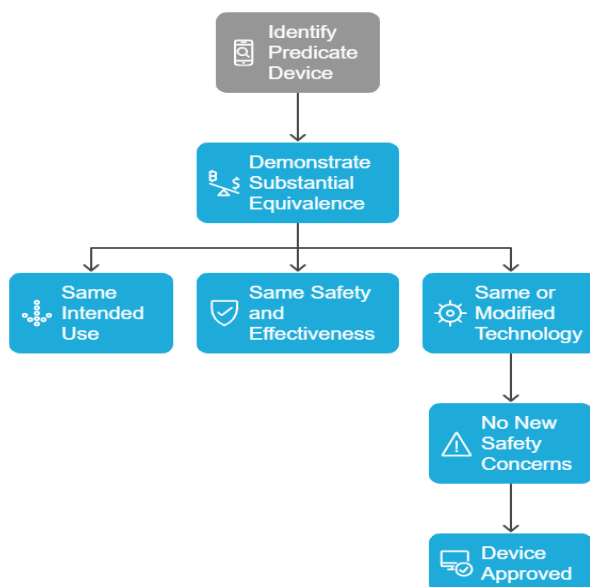 Identify
Predicate
Device
Demonstrate
Substantial
Equivalence
Same
Intended
Use
Same Safety
and
Effectiveness
Same or
Modified
Technology
No New
Safety
Concerns
Device
Approved